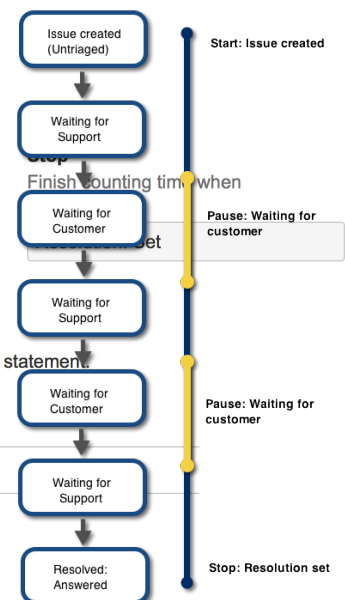 Issue created
(Untriaged)
Start: Issue created
Waiting for
Support
Stop
Finish counting time when
Waiting for
Customer
Pause: Waiting for
customer
Set
Waiting for
Support
statement.
Waiting for
Customer
Pause: Waiting for
customer
Waiting for
Support
Resolved:
Answered
Stop: Resolution set